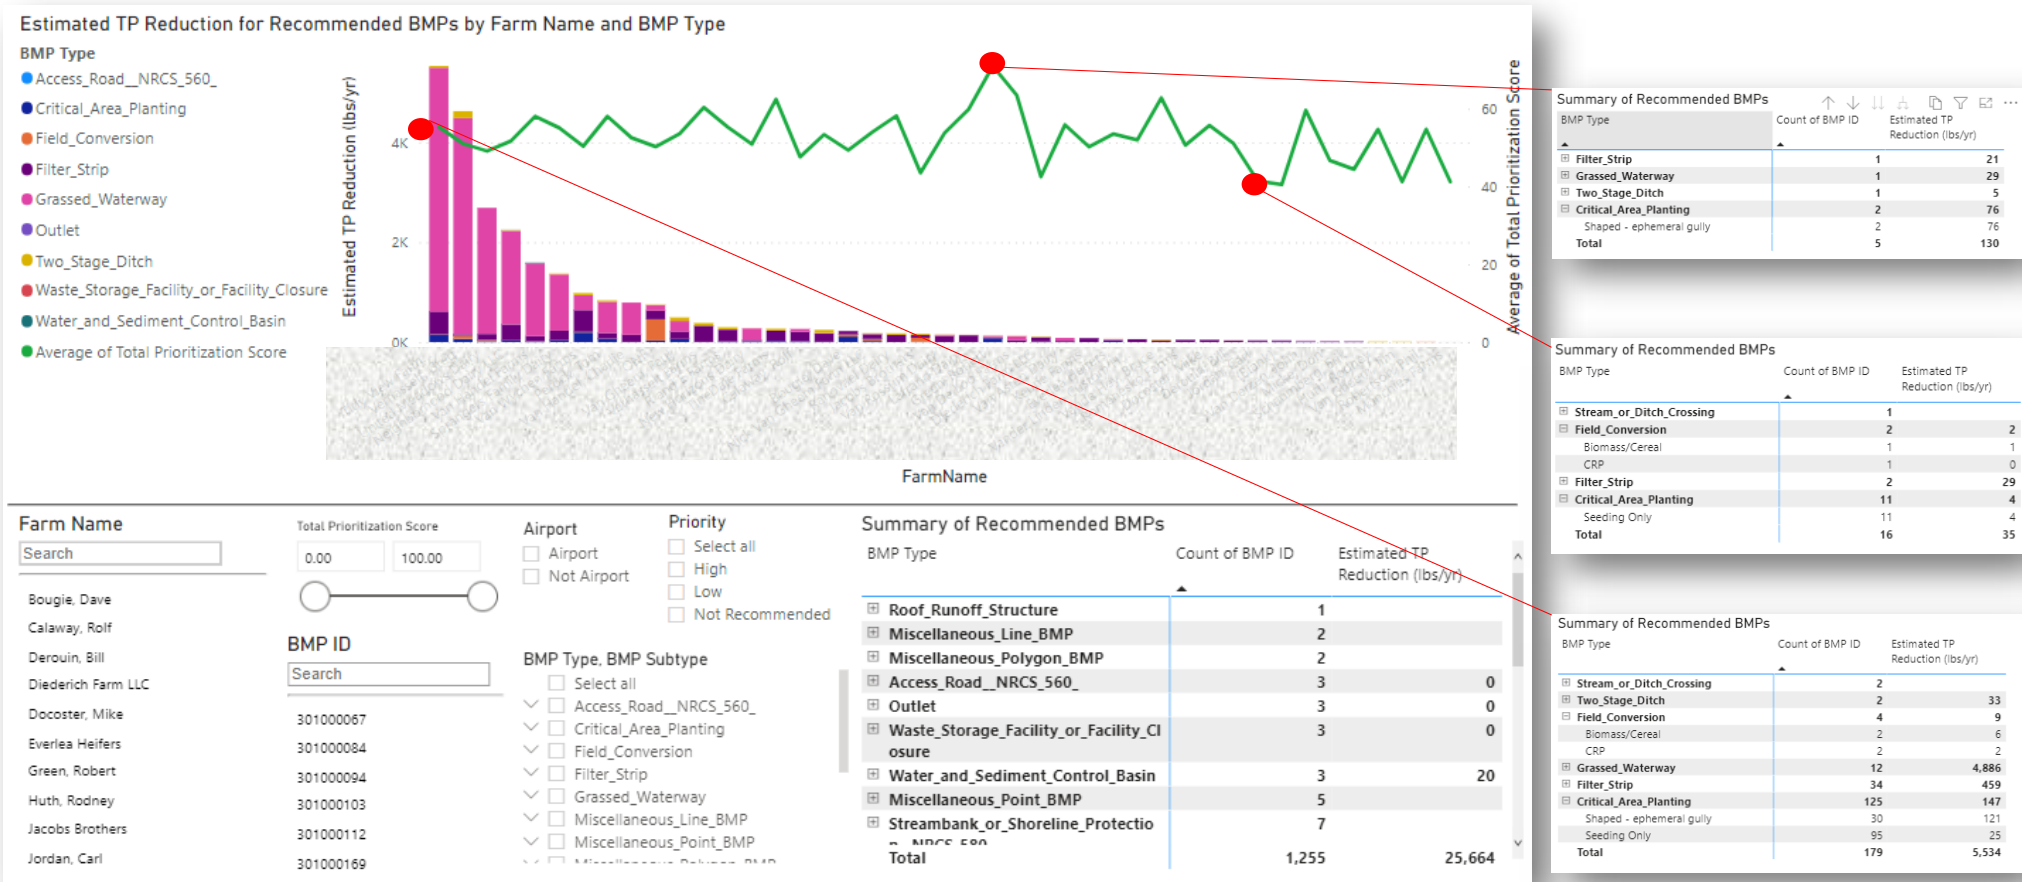 Estimated TP Reduction for Recommended BMPs by Farm Name and BMP Type
BMP Type
Access_Road__NRCS_560_
Critical_Area_Planting
Field_Conversion
Filter_Strip
Grassed_Waterway
Outlet
Two_Stage_Ditch
Waste_Storage_Facility_or_Facility_Closure
Water_and_Sediment_Control_Basin
Average of Total Prioritization Score
Estimated TP Reduction (lbs/yr)
4K
2K
0K
60
40
20
0
Average of Total Prioritization Score
FarmName
Farm Name
Search
Bougie, Dave
Calaway, Rolf
Derouin, Bill
Diederich Farm LLC
Docoster, Mike
Everlea Heifers
Green, Robert
Huth, Rodney
Jacobs Brothers
Jordan, Carl
Total Prioritization Score
0.00 100.00
BMP ID
Search
301000067
301000084
301000094
301000103
301000112
301000169
Airport
Airport
Not Airport
Priority
Select all
High
Low
Not Recommended
BMP Type, BMP Subtype
Select all
Access_Road__NRCS_560_
Critical_Area_Planting
Field_Conversion
Filter_Strip
Grassed_Waterway
Miscellaneous_Line_BMP
Miscellaneous_Point_BMP
Miscellaneous_Polygon_BMP
Summary of Recommended BMPs
BMP Type Count of BMP ID Estimated TP
Reduction (lbs/yr)
Roof_Runoff_Structure 1
Miscellaneous_Line_BMP 2
Miscellaneous_Polygon_BMP 2
Access_Road__NRCS_560_ 3 0
Outlet 3 0
Waste_Storage_Facility_or_Facility_Cl 3 0
osure
Water_and_Sediment_Control_Basin 3 20
Miscellaneous_Point_BMP 5
Streambank_or_Shoreline_Protectio 7
n__NRCS_580
Total 1,255 25,664
Summary of Recommended BMPs
BMP Type Count of BMP ID Estimated TP
Reduction (lbs/yr)
Filter_Strip 1 21
Grassed_Waterway 1 29
Two_Stage_Ditch 1 5
Critical_Area_Planting 2 76
Shaped - ephemeral gully 2 76
Total 5 130
Summary of Recommended BMPs
BMP Type Count of BMP ID Estimated TP
Reduction (lbs/yr)
Stream_or_Ditch_Crossing 1
Field_Conversion 2 2
Biomass/Cereal 1 1
CRP 1 0
Filter_Strip 2 29
Critical_Area_Planting 11 4
Seeding Only 11 4
Total 16 35
Summary of Recommended BMPs
BMP Type Count of BMP ID Estimated TP
Reduction (lbs/yr)
Stream_or_Ditch_Crossing 2
Two_Stage_Ditch 2 33
Field_Conversion 4 9
Biomass/Cereal 2 6
CRP 2 2
Grassed_Waterway 12 4,886
Filter_Strip 34 459
Critical_Area_Planting 125 147
Shaped - ephemeral gully 30 121
Seeding Only 95 25
Total 179 5,534